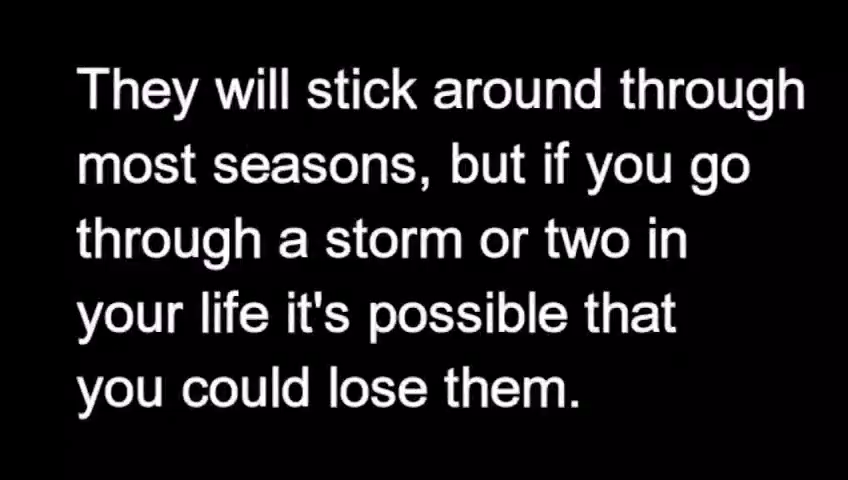 They will stick around through
most seasons, but if you go
through a storm or two in
your life it's possible that
you could lose them.